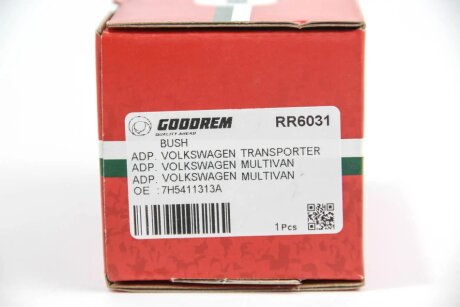 GOODREM RR6031
QUALITY AHEAD
BUSH
ADP. VOLKSWAGEN TRANSPORTER
ADP. VOLKSWAGEN MULTIVAN
ADP. VOLKSWAGEN MULTIVAN
OE :7H5411313A
1Pcs